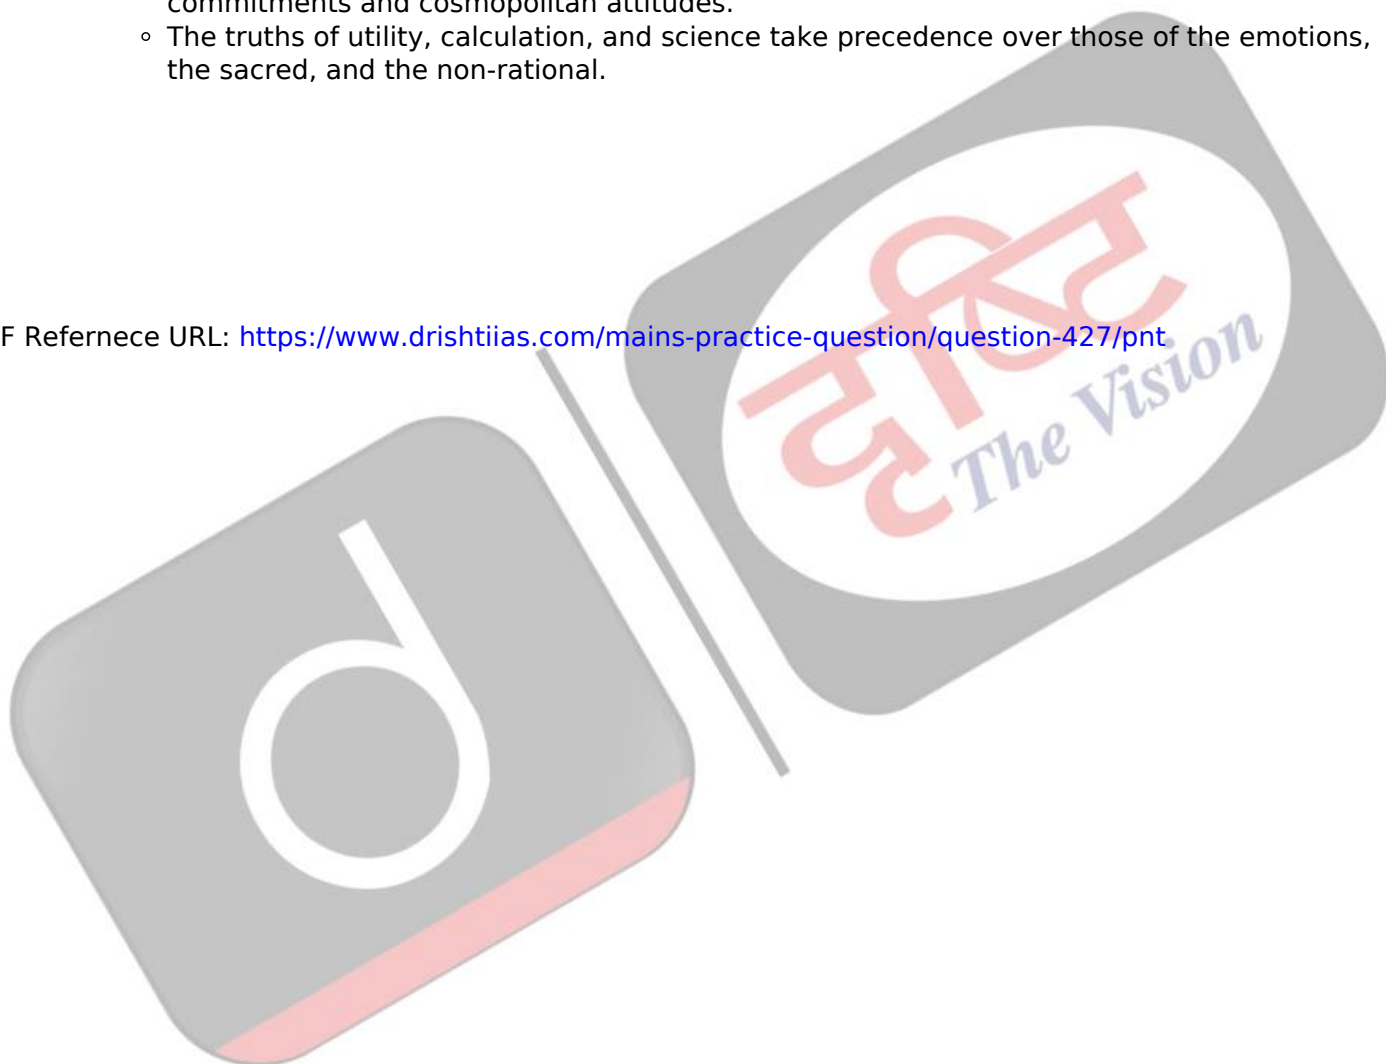 commitments and cosmopolitan attitudes.
◦ The truths of utility, calculation, and science take precedence over those of the emotions,
the sacred, and the non-rational.
F Refernece URL: https://www.drishtiias.com/mains-practice-question/question-427/pnt
दृष्टि
The Vision
d